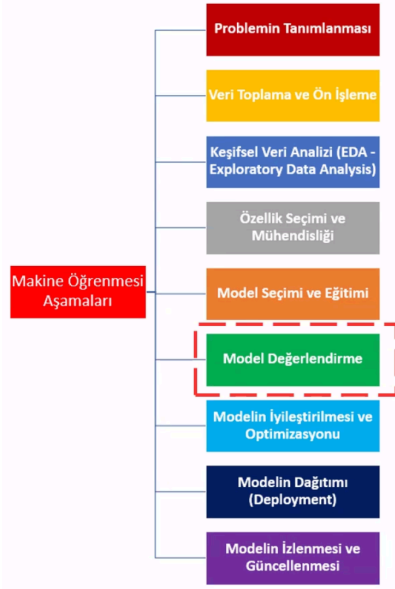 Makine Öğrenmesi
Aşamaları
Problemin Tanımlanması
Veri Toplama ve Ön İşleme
Keşifsel Veri Analizi (EDA -
Exploratory Data Analysis)
Özellik Seçimi ve
Mühendisliği
Model Seçimi ve Eğitimi
Model Değerlendirme
Modelin İyileştirilmesi ve
Optimizasyonu
Modelin Dağıtımı
(Deployment)
Modelin İzlenmesi ve
Güncellenmesi